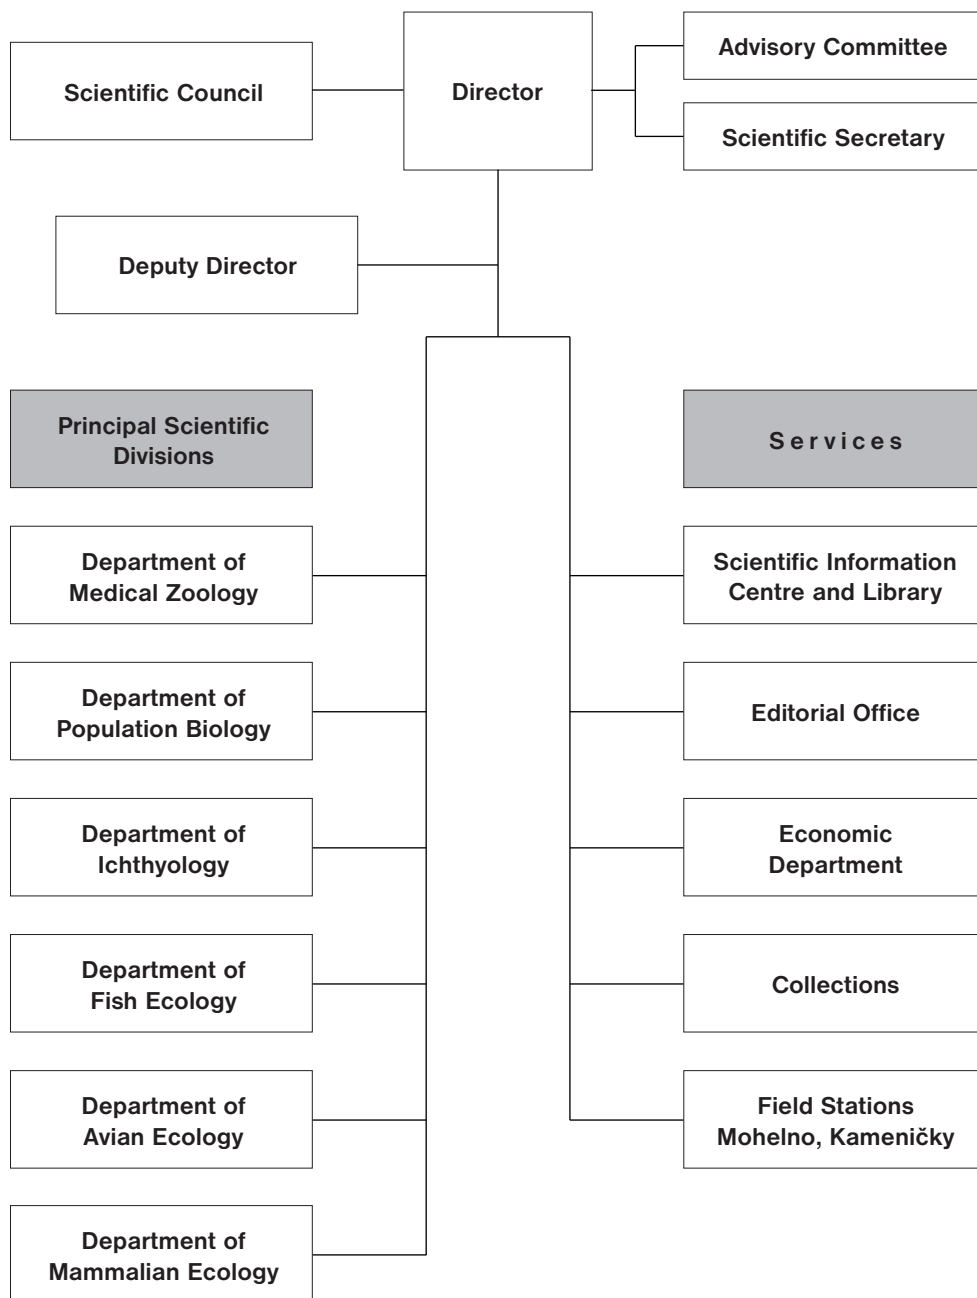 Scientific Council
Director
Advisory Committee
Scientific Secretary
Deputy Director
Principal Scientific
Divisions
Department of
Medical Zoology
Department of
Population Biology
Department of
Ichthyology
Department of
Fish Ecology
Department of
Avian Ecology
Department of
Mammalian Ecology
Services
Scientific Information
Centre and Library
Editorial Office
Economic
Department
Collections
Field Stations
Mohelno, Kameničky